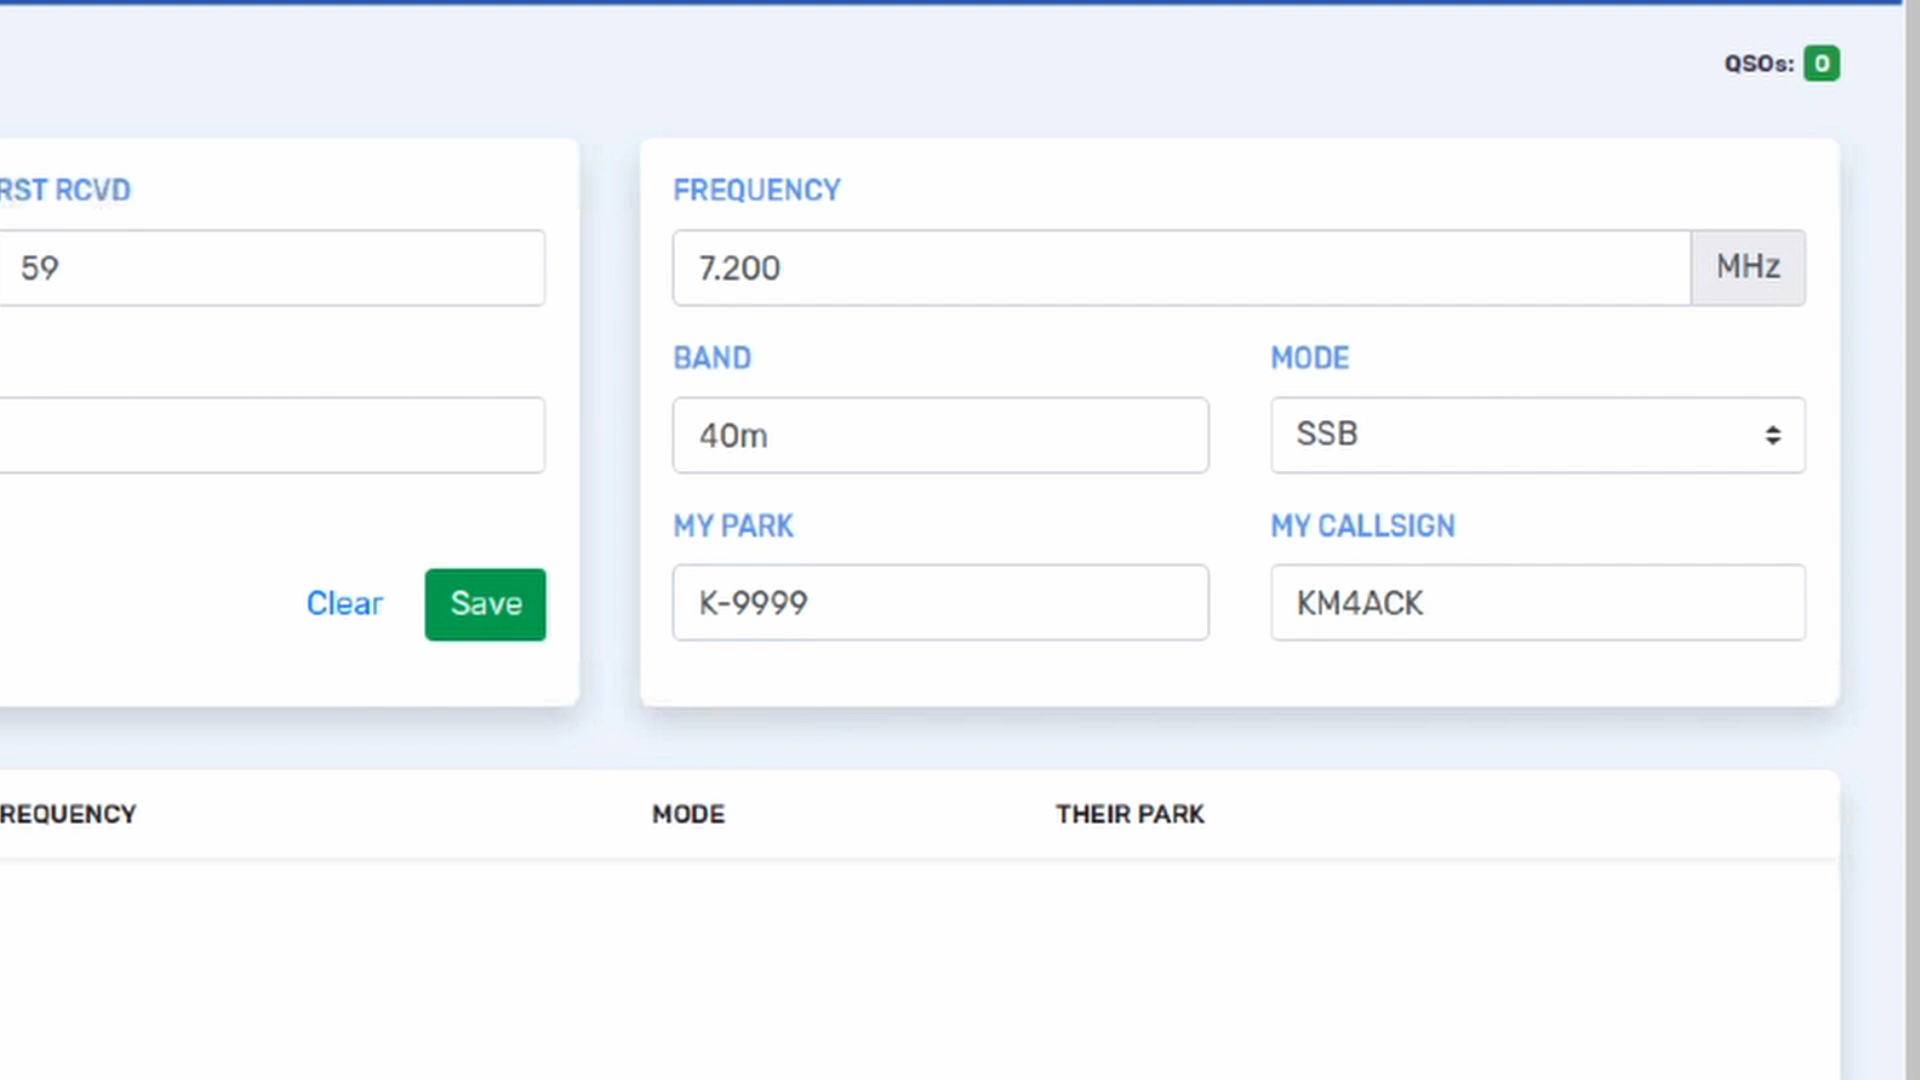 QSOs: 0
RST RCVD
59
Clear
Save
FREQUENCY
7.200
MHz
BAND
MODE
40m
SSB
MY PARK
MY CALLSIGN
K-9999
KM4ACK
REQUENCY
MODE
THEIR PARK